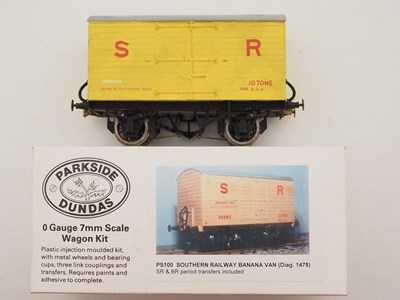 S R
10 TONS
PARKSIDE
DUNDAS
0 Gauge 7mm Scale
Wagon Kit
Plastic injection moulded kit,
with metal wheels and bearing
cups, three link couplings and
transfers. Requires paints and
adhesive to complete.
S R
PS100 SOUTHERN RAILWAY BANANA VAN (Diag. 1478)
SR & BR period transfers included